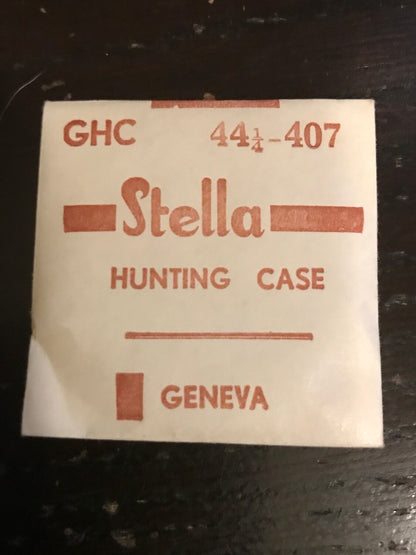 GHC 44¼-407
Stella
HUNTING CASE
GENEVA